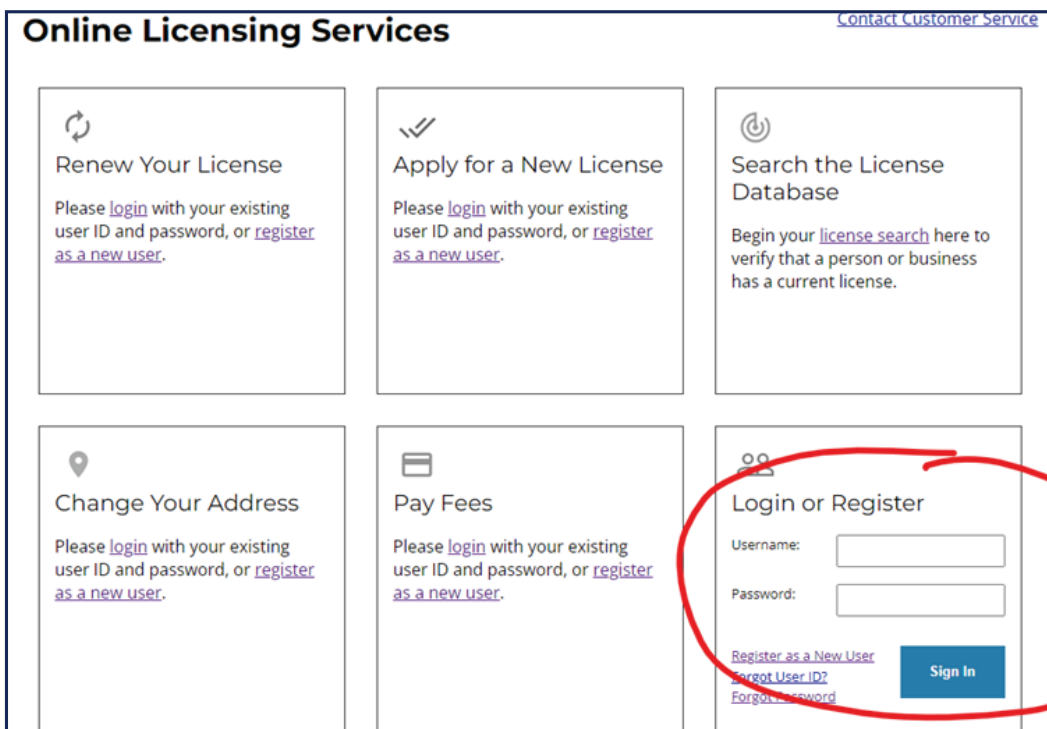 Online Licensing Services
Contact Customer Service
Renew Your License
Please login with your existing
user ID and password, or register
as a new user.
Apply for a New License
Please login with your existing
user ID and password, or register
as a new user.
Search the License
Database
Begin your license search here to
verify that a person or business
has a current license.
Change Your Address
Please login with your existing
user ID and password, or register
as a new user.
Pay Fees
Please login with your existing
user ID and password, or register
as a new user.
Login or Register
Username:
Password:
Register as a New User
Forgot User ID?
Forgot Password
Sign In